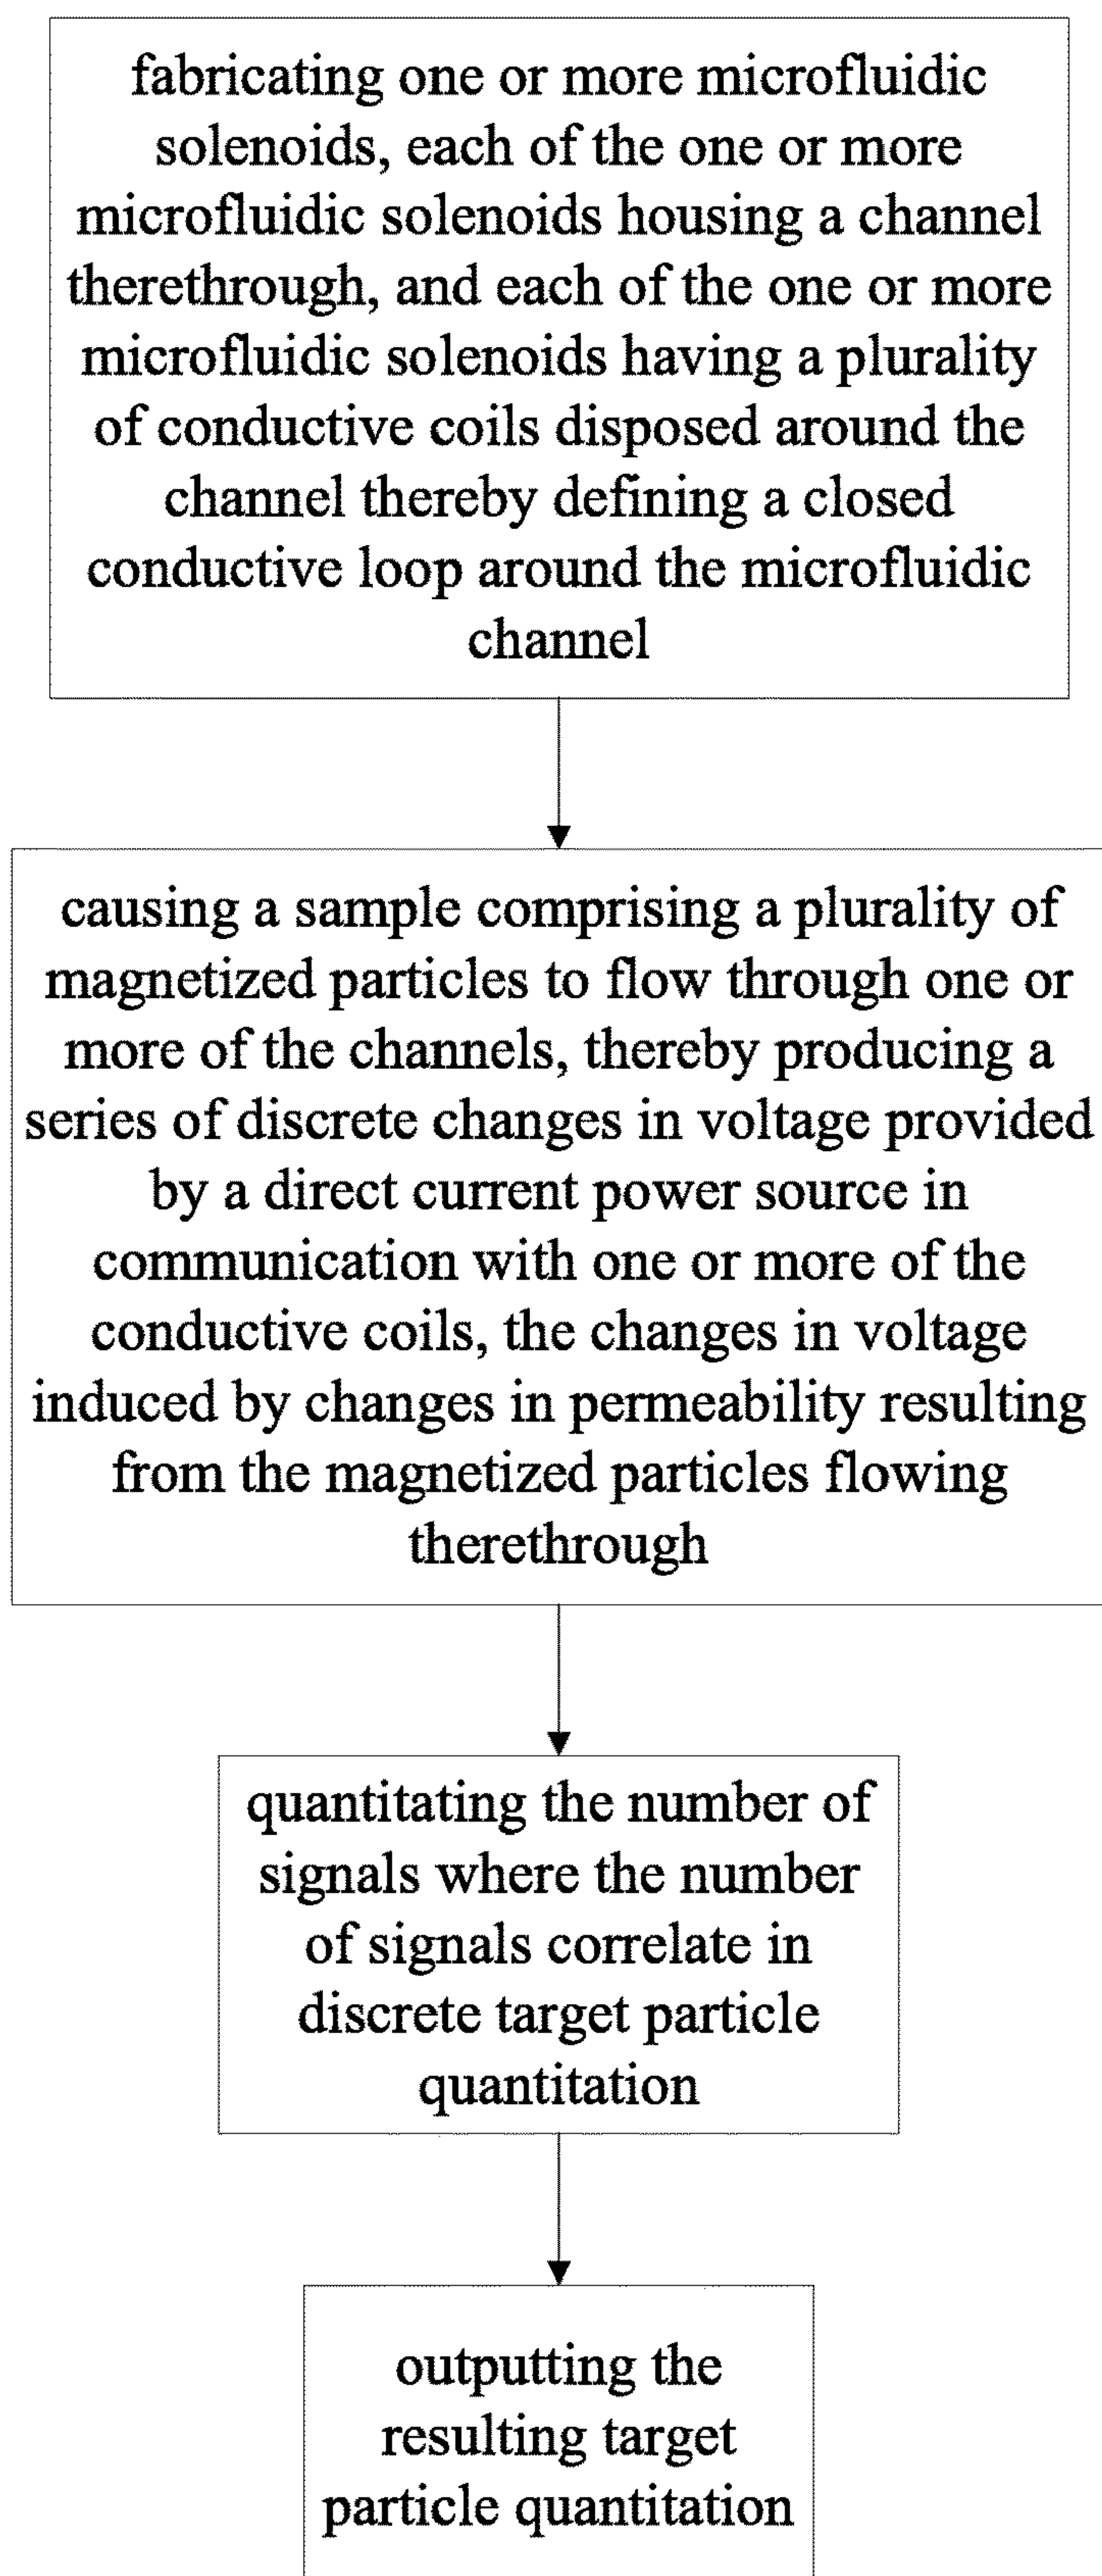 fabricating one or more microfluidic
solenoids, each of the one or more
microfluidic solenoids housing a channel
therethrough, and each of the one or more
microfluidic solenoids having a plurality
of conductive coils disposed around the
channel thereby defining a closed
conductive loop around the microfluidic
channel
causing a sample comprising a plurality of
magnetized particles to flow through one or
more of the channels, thereby producing a
series of discrete changes in voltage provided
by a direct current power source in
communication with one or more of the
conductive coils, the changes in voltage
induced by changes in permeability resulting
from the magnetized particles flowing
therethrough
quantitating the number of
signals where the number
of signals correlate in
discrete target particle
quantitation
outputting the
resulting target
particle quantitation